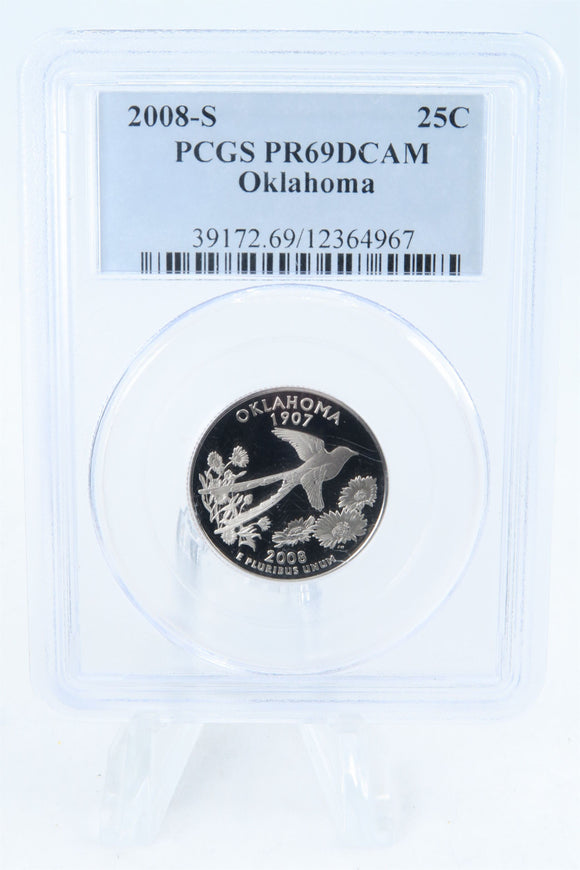 2008-S 25C
PCGS PR69DCAM
Oklahoma
39172.69/12364967
OKLAHOMA
1907
2008
E PLURIBUS UNUM